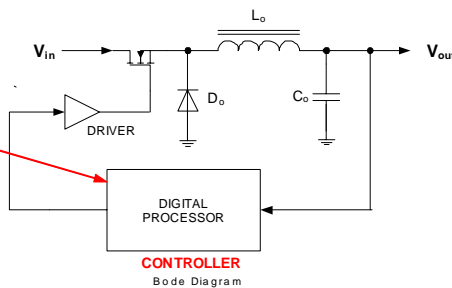 Lo
Vin
Vout
Do
Co
DRIVER
DIGITAL
PROCESSOR
CONTROLLER
Bode Diagram